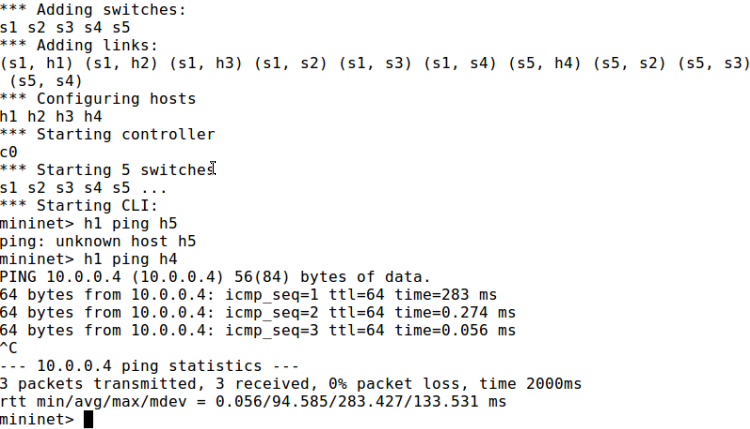 *** Adding switches:
s1 s2 s3 s4 s5
*** Adding links:
(s1, h1) (s1, h2) (s1, h3) (s1, s2) (s1, s3) (s1, s4) (s5, h4) (s5, s2) (s5, s3)
 (s5, s4)
*** Configuring hosts
h1 h2 h3 h4
*** Starting controller
c0
*** Starting 5 switches
s1 s2 s3 s4 s5 ...
*** Starting CLI:
mininet> h1 ping h5
ping: unknown host h5
mininet> h1 ping h4
PING 10.0.0.4 (10.0.0.4) 56(84) bytes of data.
64 bytes from 10.0.0.4: icmp_seq=1 ttl=64 time=283 ms
64 bytes from 10.0.0.4: icmp_seq=2 ttl=64 time=0.274 ms
64 bytes from 10.0.0.4: icmp_seq=3 ttl=64 time=0.056 ms
^C
--- 10.0.0.4 ping statistics ---
3 packets transmitted, 3 received, 0% packet loss, time 2000ms
rtt min/avg/max/mdev = 0.056/94.585/283.427/133.531 ms
mininet>